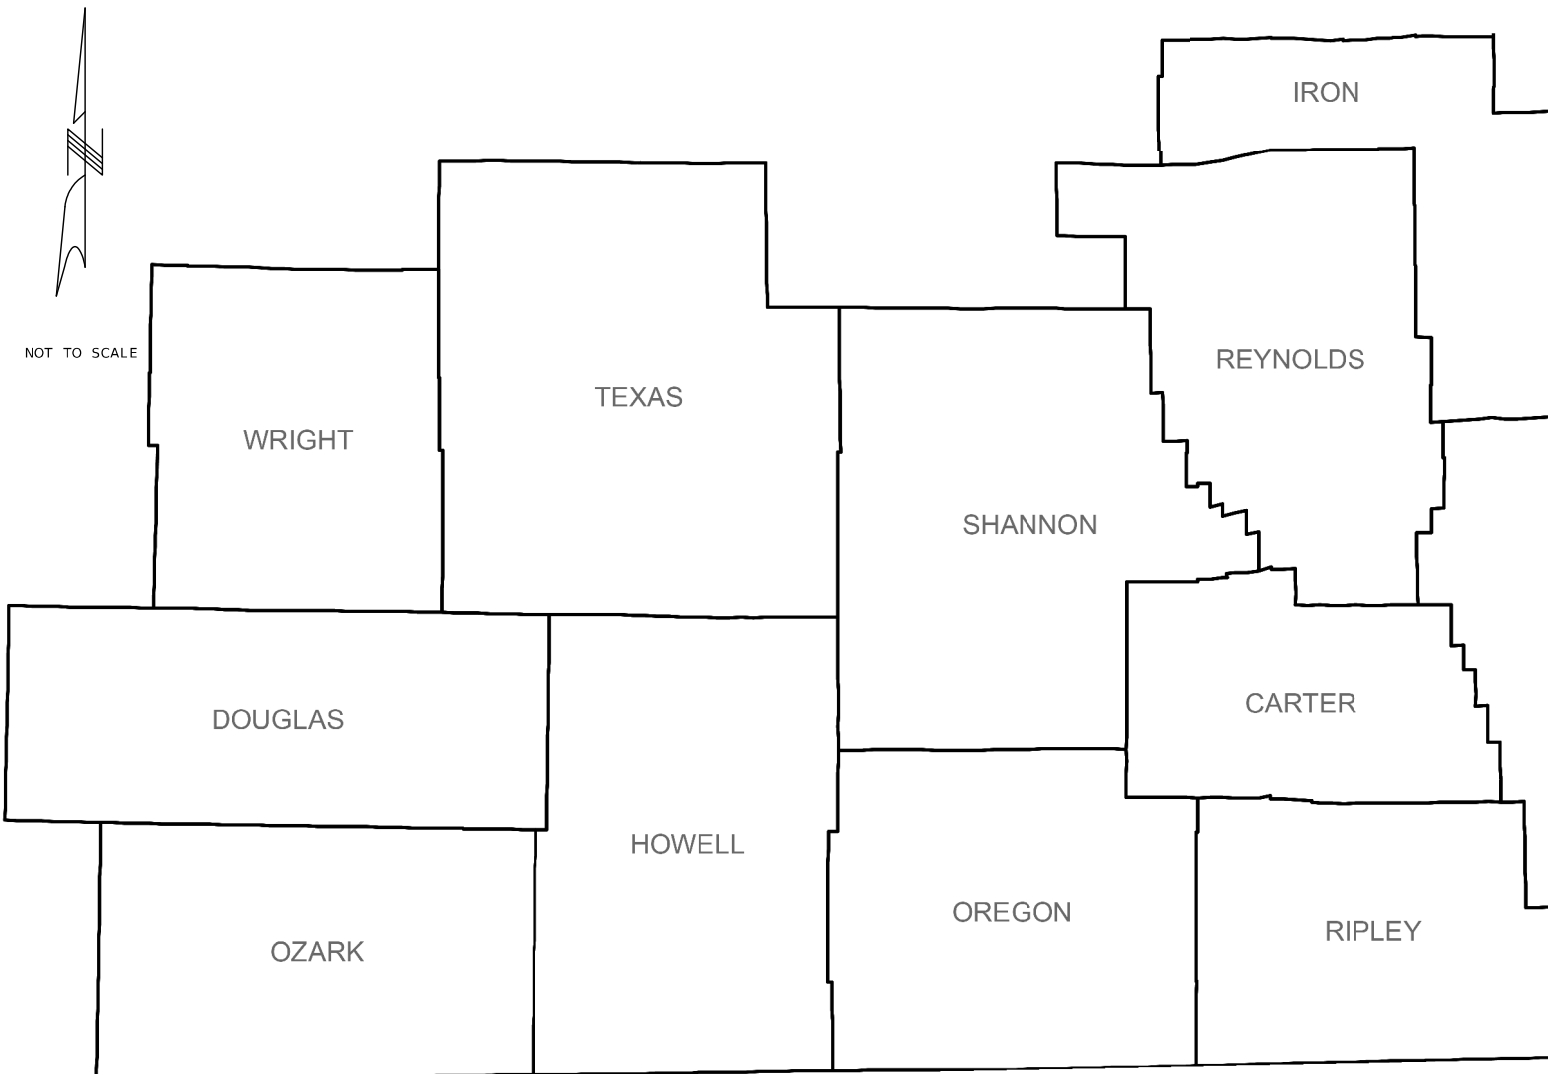 IRON
NOT TO SCALE
REYNOLDS
TEXAS
WRIGHT
SHANNON
CARTER
DOUGLAS
HOWELL
OREGON
RIPLEY
OZARK